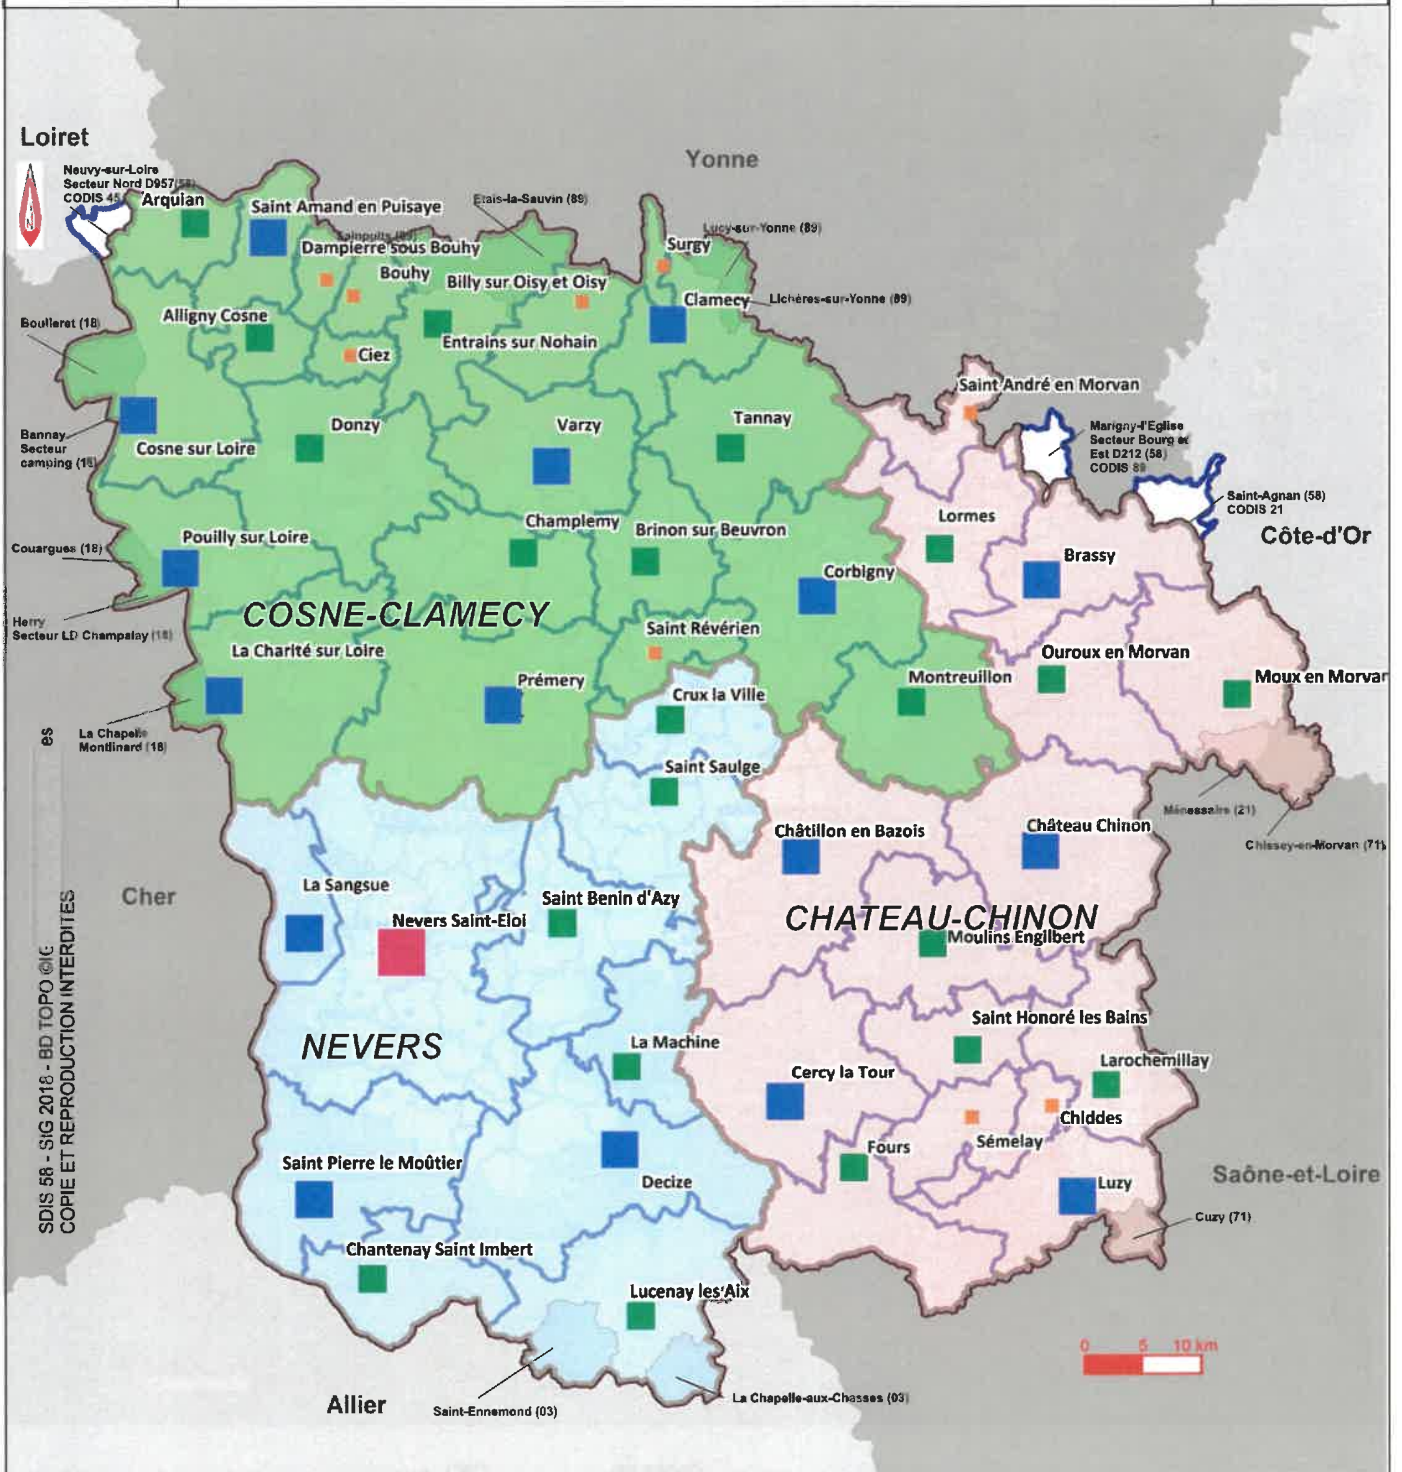 Loiret
Yonne
Neuvy-sur-Loire
Secteur Nord D957(58)
CODIS 45
N
Arquian
Saint Amand en Puisaye
Etais-la-Sauvin (89)
Sainpuits (89)
Lucy-sur-Yonne (89)
Dampierre sous Bouhy
Surgy
Bouhy
Billy sur Oisy et Oisy
Clamecy
Lichères-sur-Yonne (89)
Boulleret (18)
Alligny Cosne
Entrains sur Nohain
Ciez
Saint André en Morvan
Donzy
Varzy
Tannay
Bannay
Secteur
camping (18)
Cosne sur Loire
Marigny-l'Eglise
Secteur Bourg et
Est D212 (58)
CODIS 89
Saint-Agnan (58)
CODIS 21
Côte-d'Or
Lormes
Champlemy
Brinon sur Beuvron
Pouilly sur Loire
Couargues (18)
Brassy
Corbigny
COSNE-CLAMECY
Herry
Secteur LD Champalay (18)
Saint Révérien
La Charité sur Loire
Ouroux en Morvan
Montreuillon
Moux en Morvan
Prémery
Crux la Ville
La Chapelle
Montlinard (18)
es
Saint Saulge
Ménessaire (21)
Châtillon en Bazois
Château Chinon
Chissey-en-Morvan (71)
Cher
La Sangsue
Saint Benin d'Azy
Nevers Saint-Eloi
CHATEAU-CHINON
Moulins Engilbert
NEVERS
Saint Honoré les Bains
La Machine
Larochemillay
Cercy la Tour
Chiddes
Sémelay
Fours
Saint Pierre le Moûtier
Decize
Luzy
Saône-et-Loire
Cuzy (71)
SDIS 58 - SIG 2018 - BD TOPO ©IG
COPIE ET REPRODUCTION INTERDITES
Chantenay Saint Imbert
Lucenay les Aix
0 5 10 km
Allier
Saint-Ennemond (03)
La Chapelle-aux-Chasses (03)